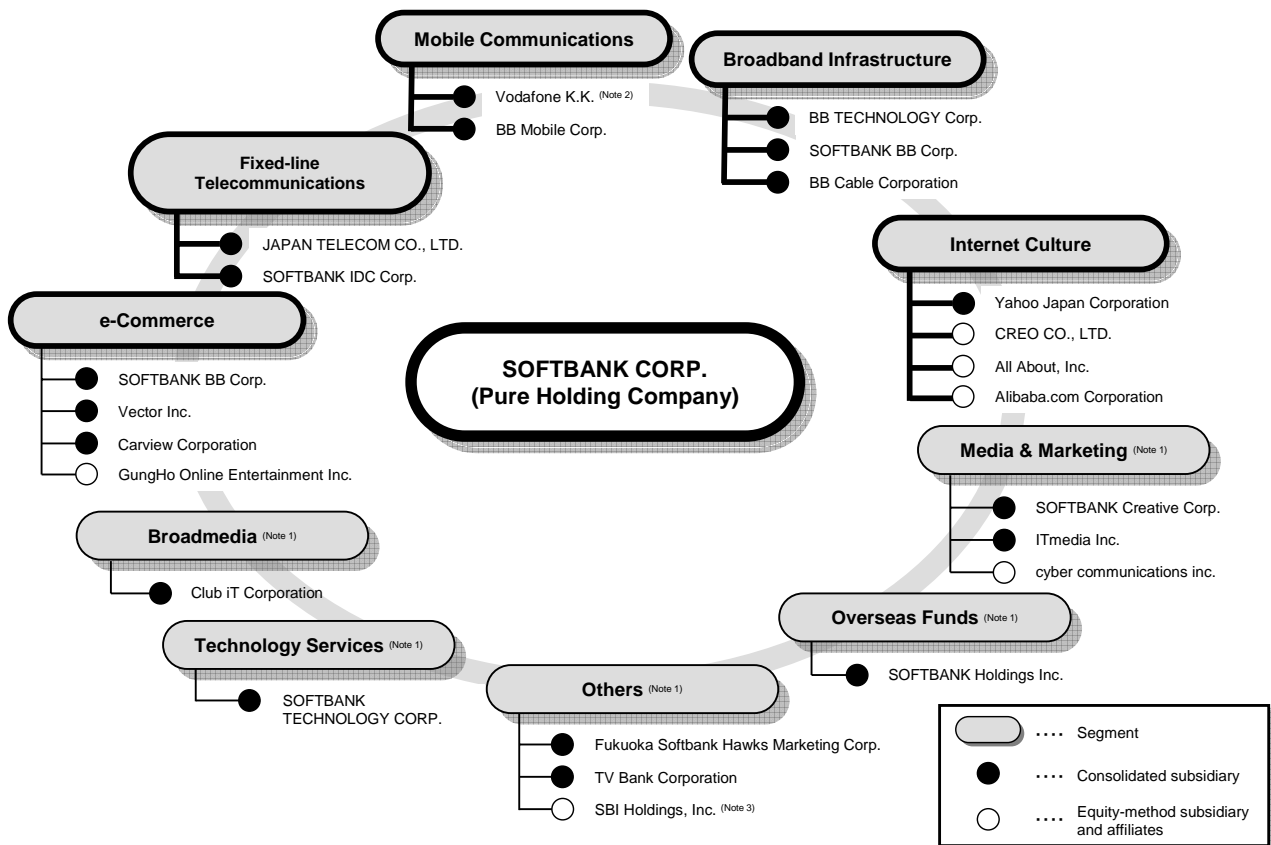 Mobile Communications
Vodafone K.K. (Note 2)
BB Mobile Corp.
Broadband Infrastructure
BB TECHNOLOGY Corp.
SOFTBANK BB Corp.
BB Cable Corporation
Fixed-line
Telecommunications
JAPAN TELECOM CO., LTD.
SOFTBANK IDC Corp.
Internet Culture
Yahoo Japan Corporation
CREO CO., LTD.
All About, Inc.
Alibaba.com Corporation
e-Commerce
SOFTBANK BB Corp.
Vector Inc.
Carview Corporation
GungHo Online Entertainment Inc.
SOFTBANK CORP.
(Pure Holding Company)
Media & Marketing (Note 1)
SOFTBANK Creative Corp.
ITmedia Inc.
cyber communications inc.
Broadmedia (Note 1)
Club iT Corporation
Overseas Funds (Note 1)
SOFTBANK Holdings Inc.
Technology Services (Note 1)
SOFTBANK
TECHNOLOGY CORP.
Others (Note 1)
Fukuoka Softbank Hawks Marketing Corp.
TV Bank Corporation
SBI Holdings, Inc. (Note 3)
.... Segment
.... Consolidated subsidiary
.... Equity-method subsidiary
and affiliates